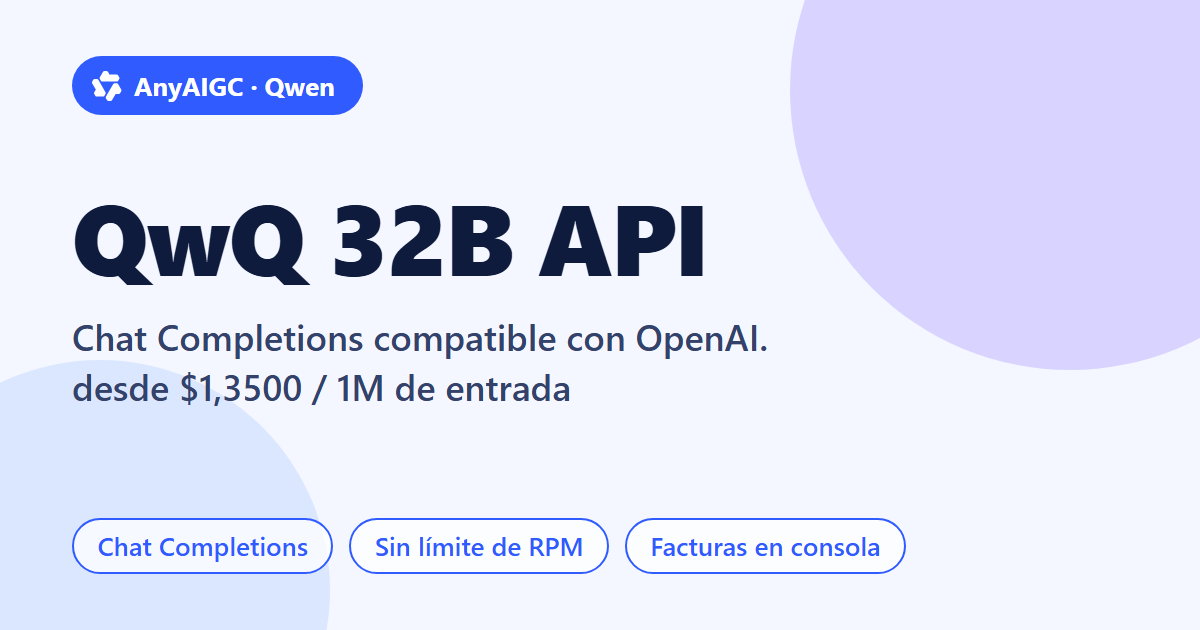 AnyAIGC · Qwen
QwQ 32B API
Chat Completions compatible con OpenAI.
desde $1,3500 / 1M de entrada
Chat Completions
Sin límite de RPM
Facturas en consola